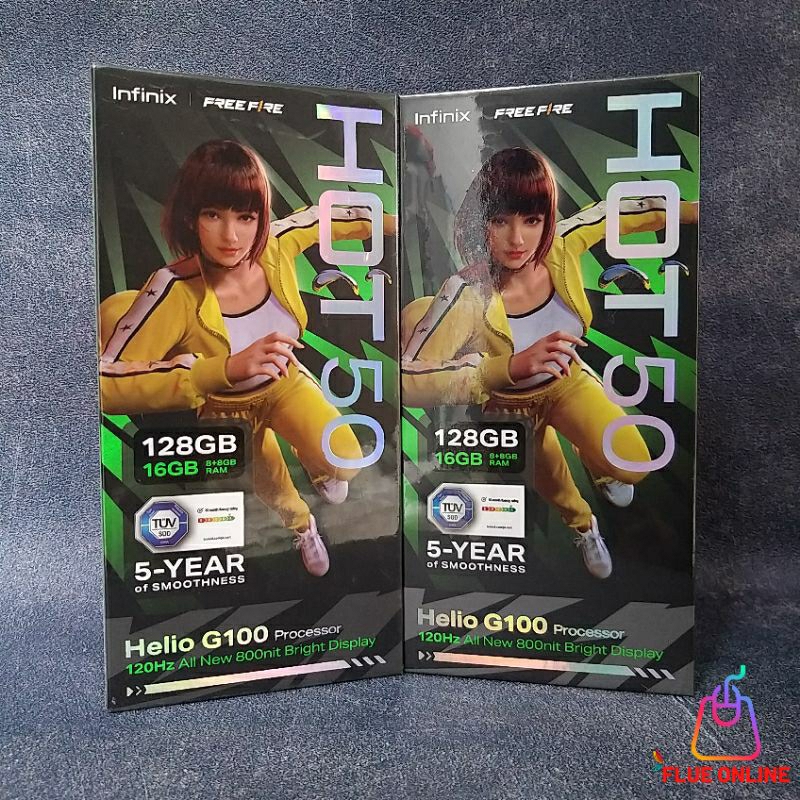 Infinix | FREE FIRE
HOT 50
128GB
16GB 8+8GB RAM
TÜV
SÜD
5-YEAR
of SMOOTHNESS
Helio G100 Processor
120Hz All New 800nit Bright Display
Infinix FREE FIRE
HOT 50
128GB
16GB 8+8GB RAM
TÜV
SÜD
5-YEAR
of SMOOTHNESS
Helio G100 Processor
120Hz All New 800nit Bright Display
FLUE ONLINE